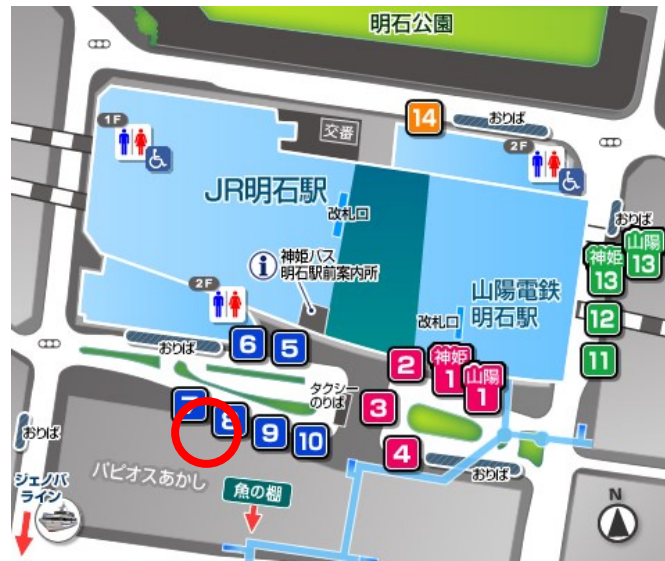 明石公園
14
おりば
交番
1F
2F
JR明石駅
改札口
おりば
神姫
13
山陽
13
i
神姫バス
明石駅前案内所
山陽電鉄
明石駅
2F
改札口
12
11
おりば
6
5
2
神姫
1
山陽
1
タクシー
のりば
7
8
9
10
3
4
おりば
おりば
パピオスあかし
魚の棚
ジェノバ
ライン
N